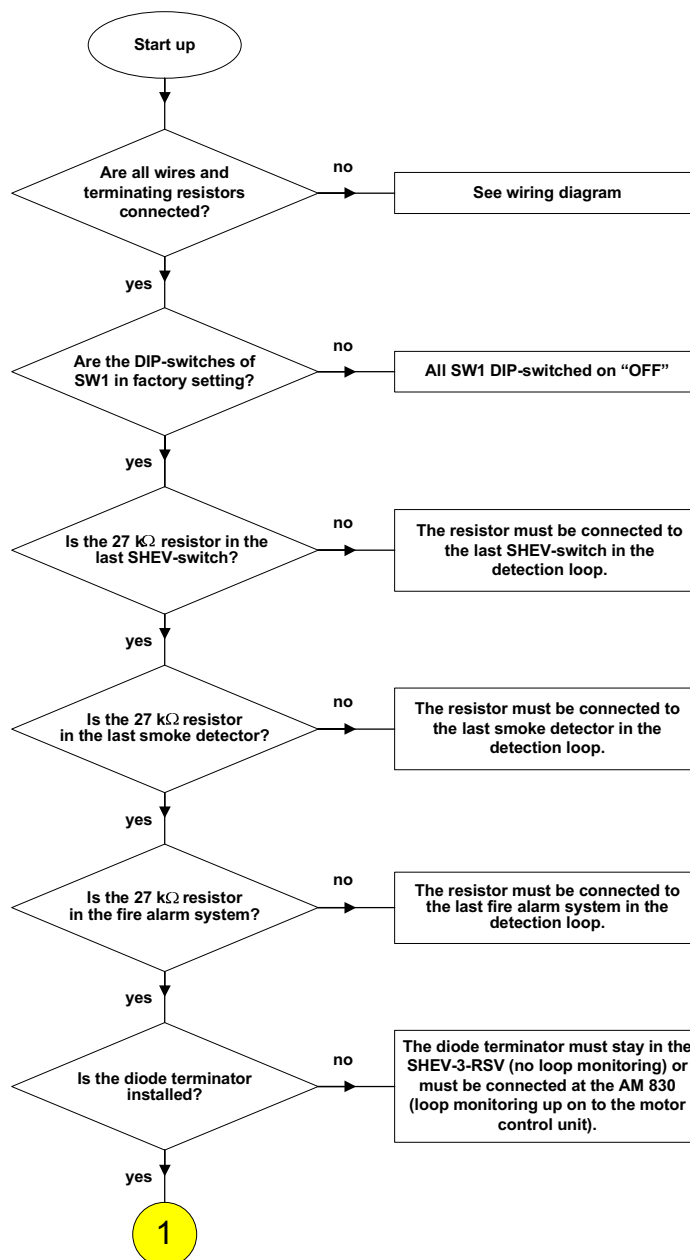 Start up
Are all wires and
terminating resistors
connected?
no
See wiring diagram
yes
Are the DIP-switches of
SW1 in factory setting?
no
All SW1 DIP-switched on “OFF”
yes
Is the 27 kΩ resistor in the
last SHEV-switch?
no
The resistor must be connected to
the last SHEV-switch in the
detection loop.
yes
Is the 27 kΩ resistor
in the last smoke detector?
no
The resistor must be connected to
the last smoke detector in the
detection loop.
yes
Is the 27 kΩ resistor
in the fire alarm system?
no
The resistor must be connected to
the last fire alarm system in the
detection loop.
yes
Is the diode terminator
installed?
no
The diode terminator must stay in the
SHEV-3-RSV (no loop monitoring) or
must be connected at the AM 830
(loop monitoring up on to the motor
control unit).
yes
1